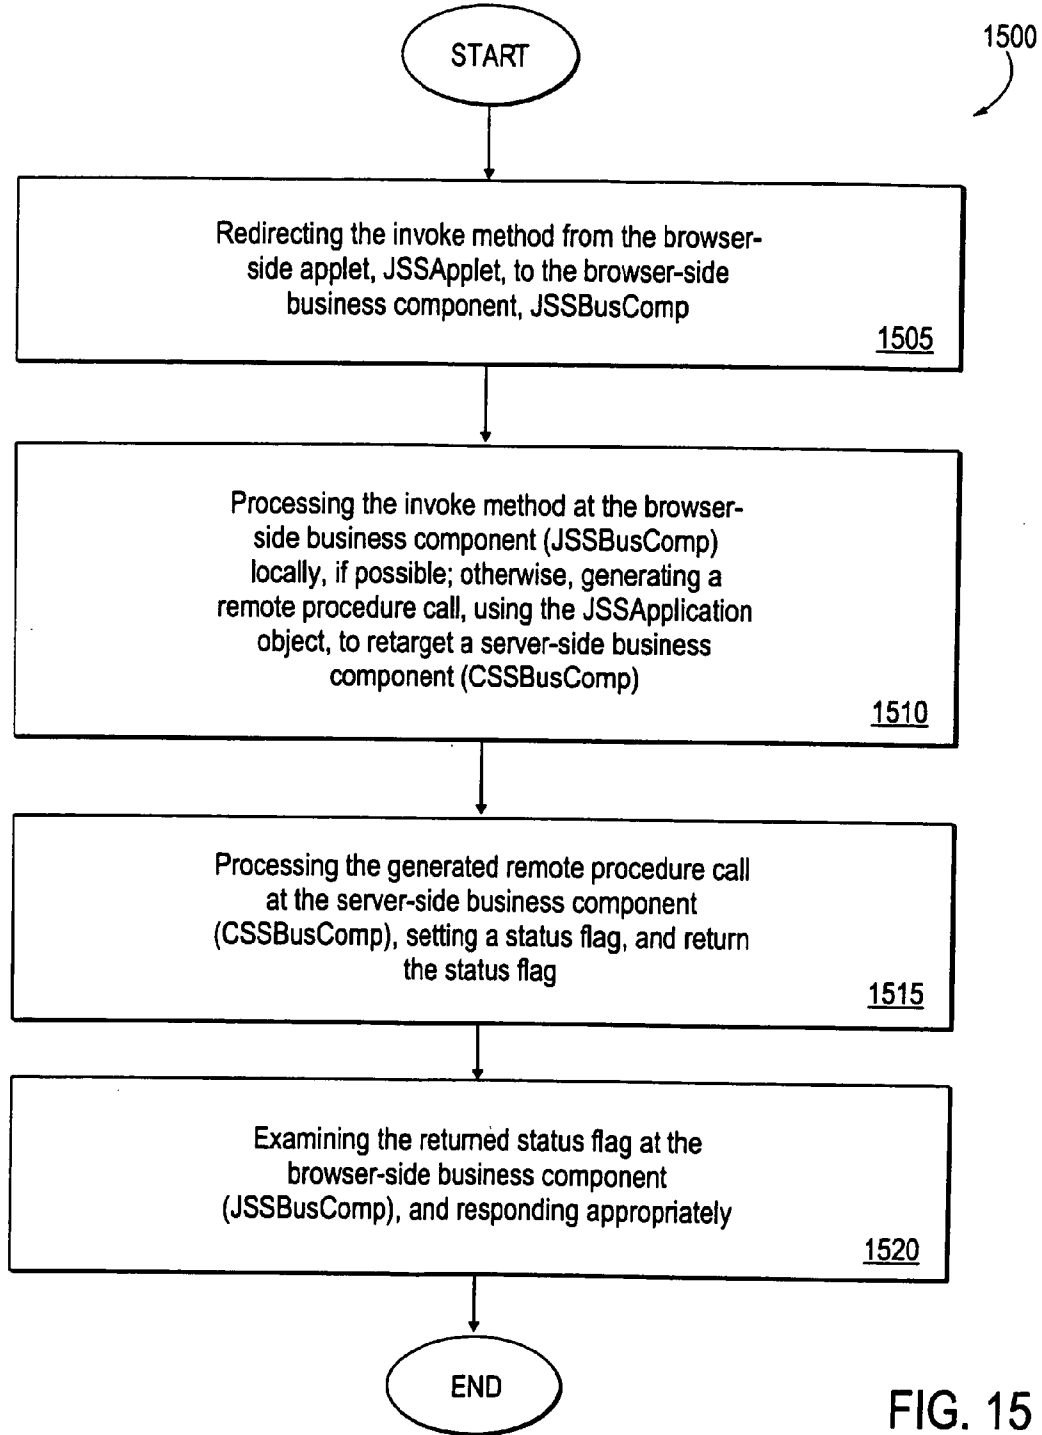 START
1500
Redirecting the invoke method from the browser-
side applet, JSSApplet, to the browser-side
business component, JSSBusComp
1505
Processing the invoke method at the browser-
side business component (JSSBusComp)
locally, if possible; otherwise, generating a
remote procedure call, using the JSSApplication
object, to retarget a server-side business
component (CSSBusComp)
1510
Processing the generated remote procedure call
at the server-side business component
(CSSBusComp), setting a status flag, and return
the status flag
1515
Examining the returned status flag at the
browser-side business component
(JSSBusComp), and responding appropriately
1520
END
FIG. 15